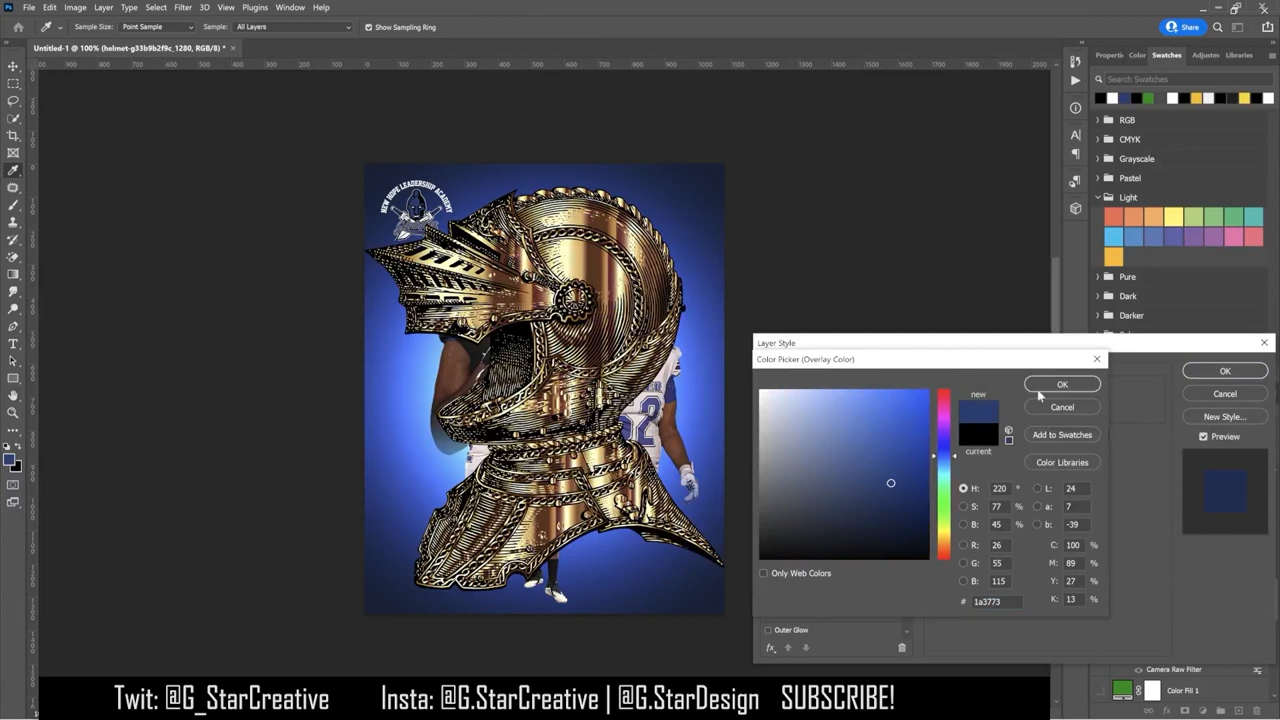 Ps File Edit Image Layer Type Select Filter 3D View Plugins Window Help
Sample Size: Point Sample Sample: All Layers Show Sampling Ring Share
Untitled-1 @ 100% (helmet-g33b9b2f9c_1280, RGB/8) *
Properti Color Swatches Adjustm Libraries
Search Swatches
RGB
CMYK
Grayscale
Pastel
Light
Pure
Dark
Darker
NEW HOPE LEADERSHIP ACADEMY
Layer Style
Color Picker (Overlay Color)
OK
Cancel
Add to Swatches
Color Libraries
new
current
H: 220 °
S: 77 %
B: 45 %
R: 26
G: 55
B: 115
# 1a3773
L: 24
a: 7
b: -39
C: 100 %
M: 89 %
Y: 27 %
K: 13 %
Only Web Colors
OK
Cancel
New Style...
Preview
Outer Glow
fx
Camera Raw Filter
Color Fill 1
Twit: @G_StarCreative Insta: @G.StarCreative | @G.StarDesign SUBSCRIBE!